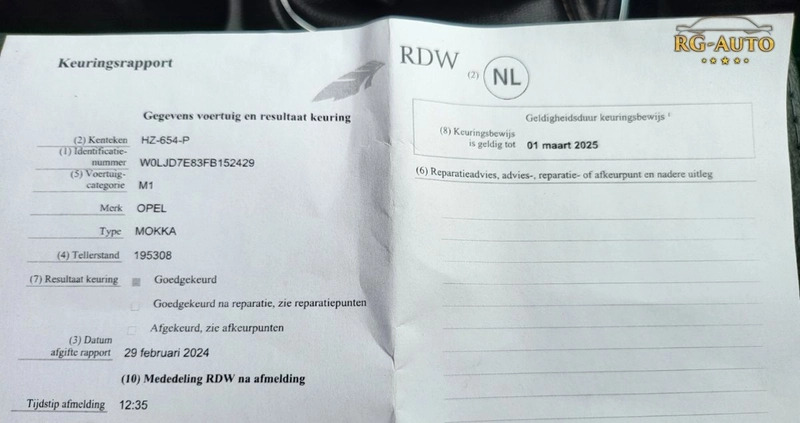 Keuringsrapport
Gegevens voertuig en resultaat keuring
(2) Kenteken HZ-654-P
(1) Identificatie-
nummer W0LJD7E83FB152429
(5) Voertuig-
categorie M1
Merk OPEL
Type MOKKA
(4) Tellerstand 195308
(7) Resultaat keuring Goedgekeurd
Goedgekeurd na reparatie, zie reparatiepunten
Afgekeurd, zie afkeurpunten
(3) Datum
afgifte rapport 29 februari 2024
(10) Mededeling RDW na afmelding
Tijdstip afmelding 12:35
RDW (2) NL
RG-AUTO
Geldigheidsduur keuringsbewijs
(8) Keuringsbewijs
is geldig tot 01 maart 2025
(6) Reparatieadvies, advies-, reparatie- of afkeurpunt en nadere uitleg